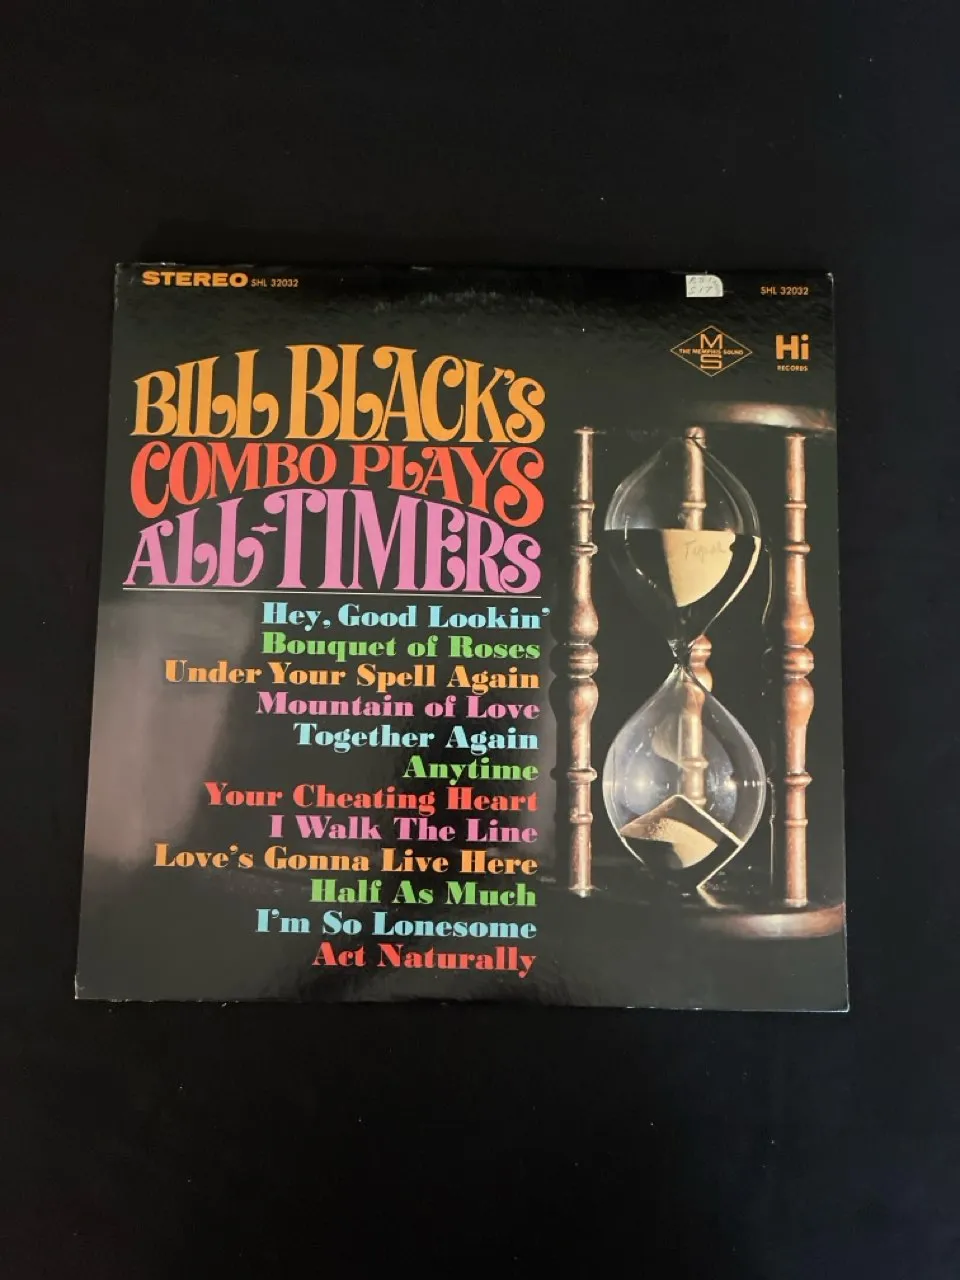 STEREO SHL 32032
SHL 32032
M
THE MEMPHIS SOUND
S
Hi
RECORDS
BILL BLACK'S
COMBO PLAYS
ALL-TIMERS
Hey, Good Lookin'
Bouquet of Roses
Under Your Spell Again
Mountain of Love
Together Again
Anytime
Your Cheating Heart
I Walk The Line
Love's Gonna Live Here
Half As Much
I'm So Lonesome
Act Naturally